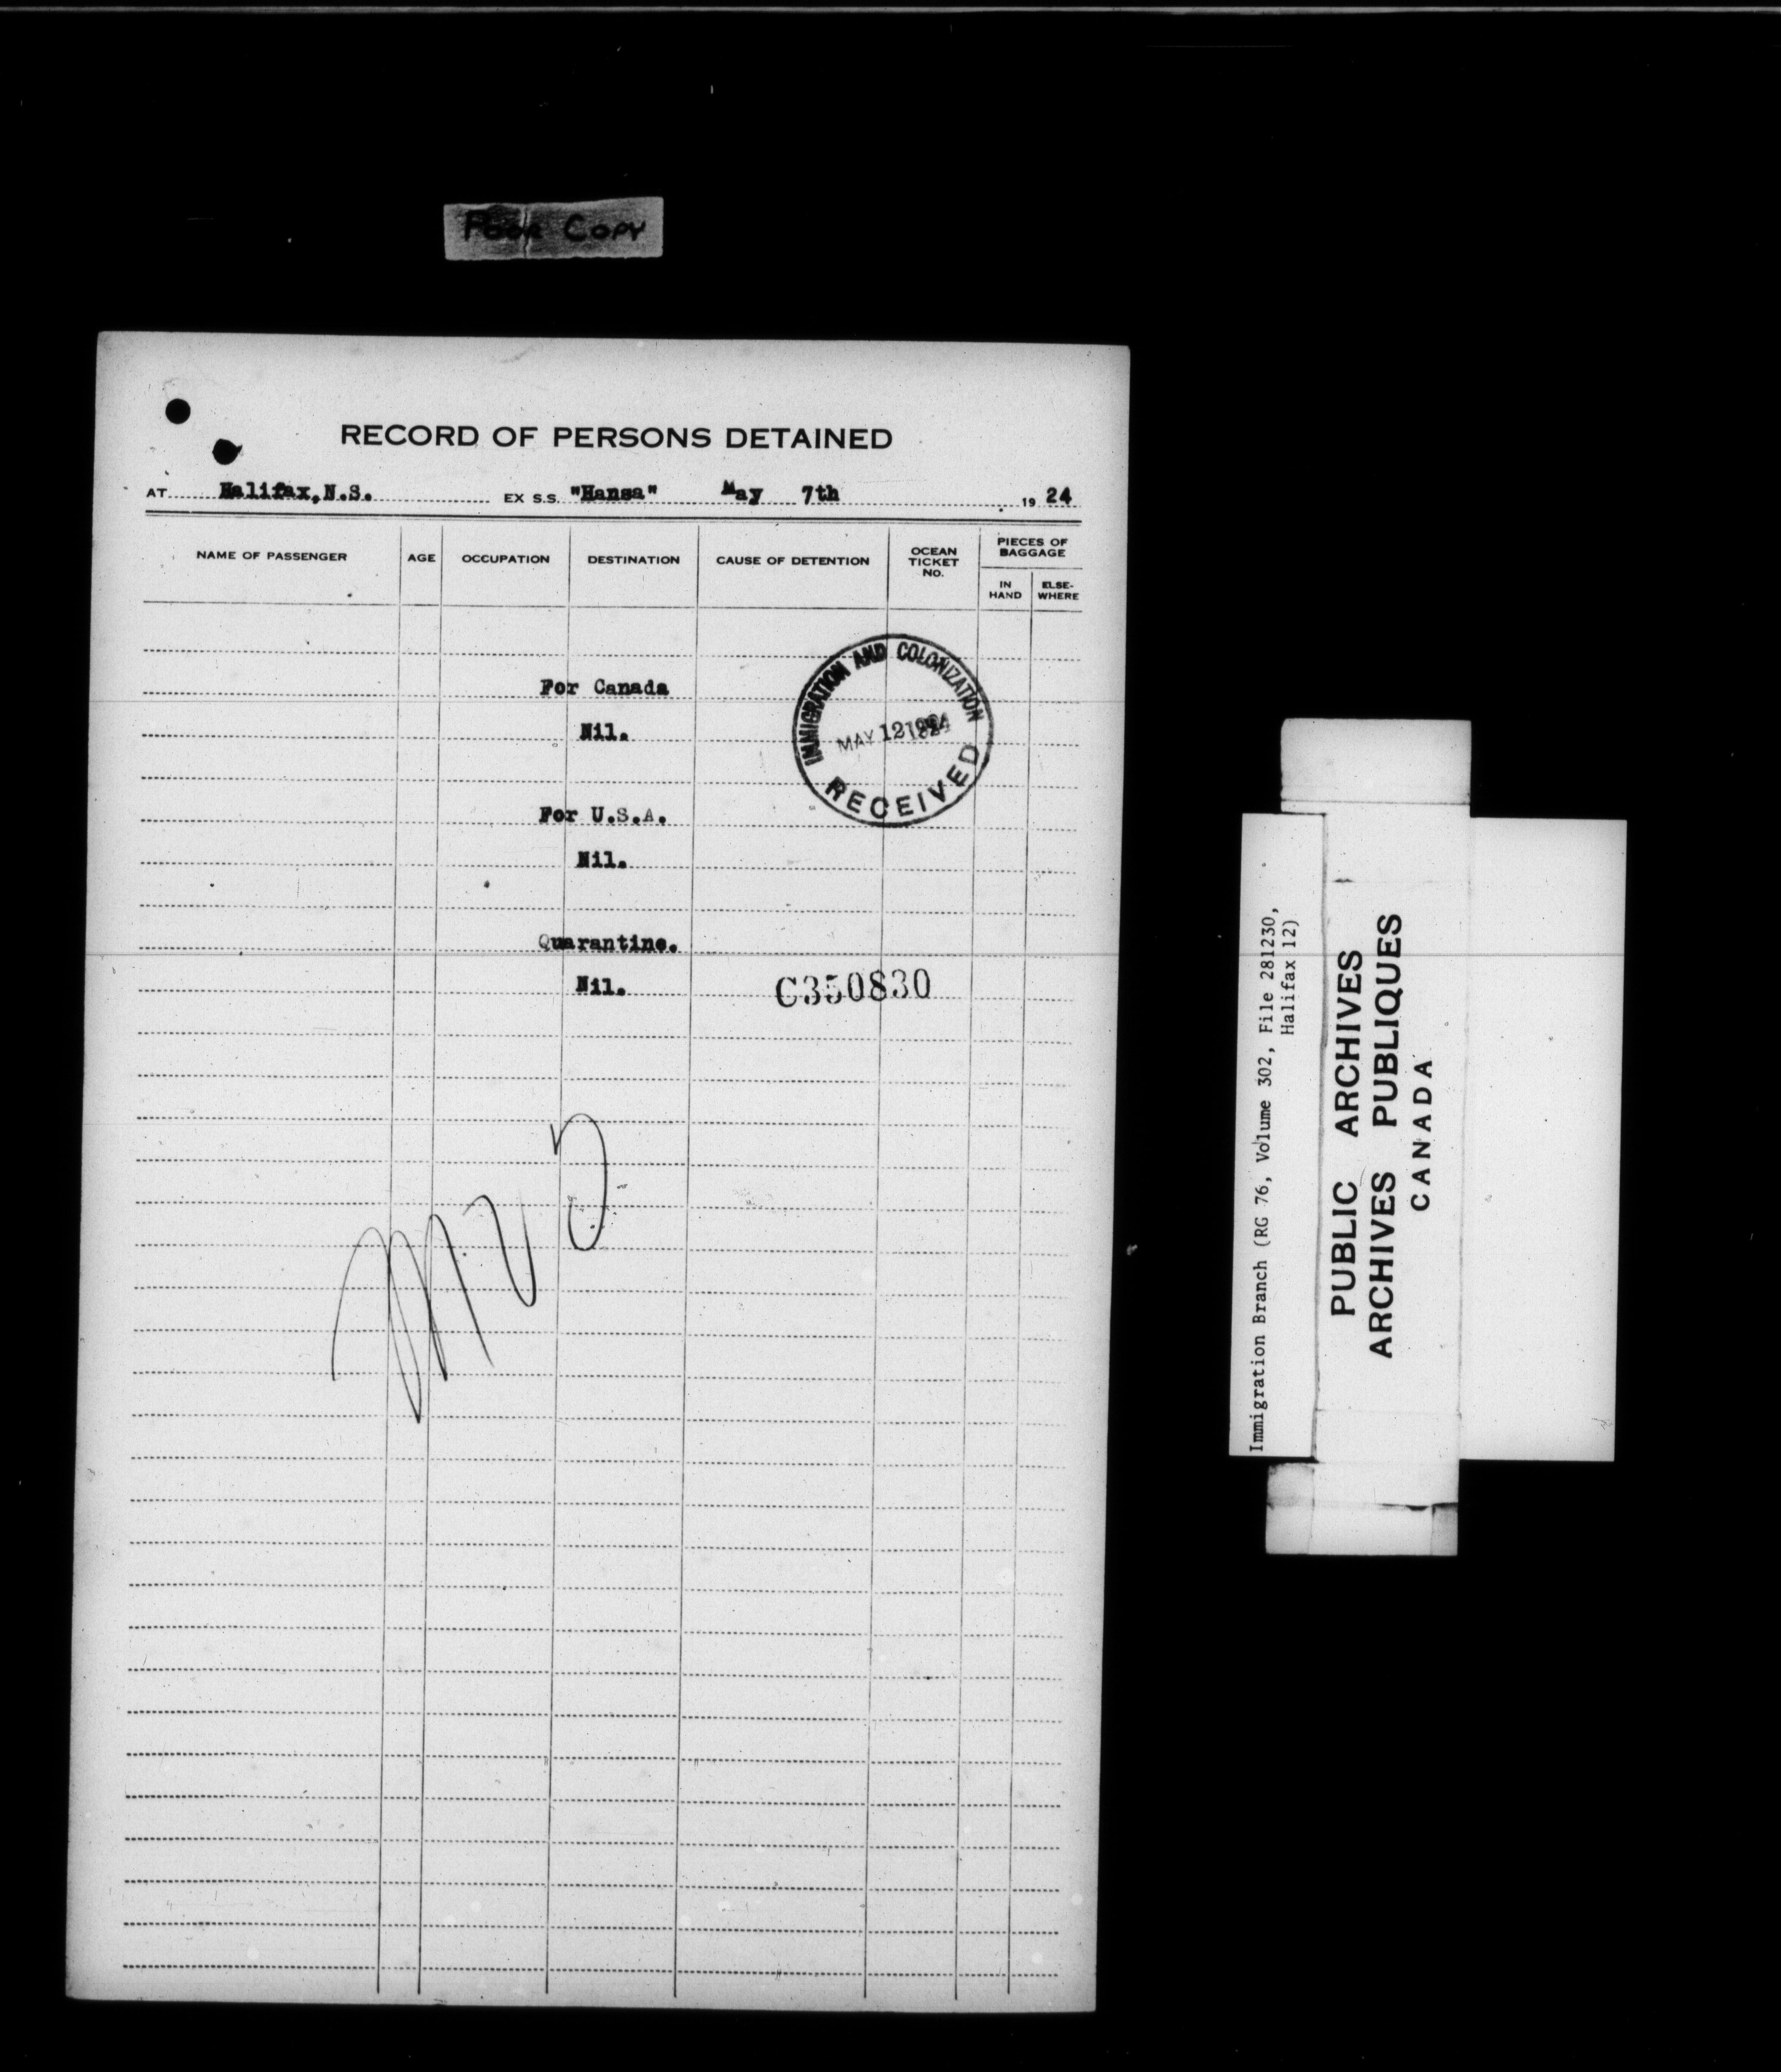 Poor Copy
RECORD OF PERSONS DETAINED
AT Halifax, N.S. EX S.S. "Hansa" May 7th 19 24
NAME OF PASSENGER AGE OCCUPATION DESTINATION CAUSE OF DETENTION OCEAN TICKET No. PIECES OF BAGGAGE
IN HAND ELSE-WHERE
IMMIGRATION AND COLONIZATION
MAY 12 1924
RECEIVED
For Canada
Nil.
For U.S.A.
Nil.
Quarantine.
Nil.
C350830
Immigration Branch (RG 76, Volume 302, File 281230,
Halifax 12)
PUBLIC ARCHIVES
ARCHIVES PUBLIQUES
CANADA